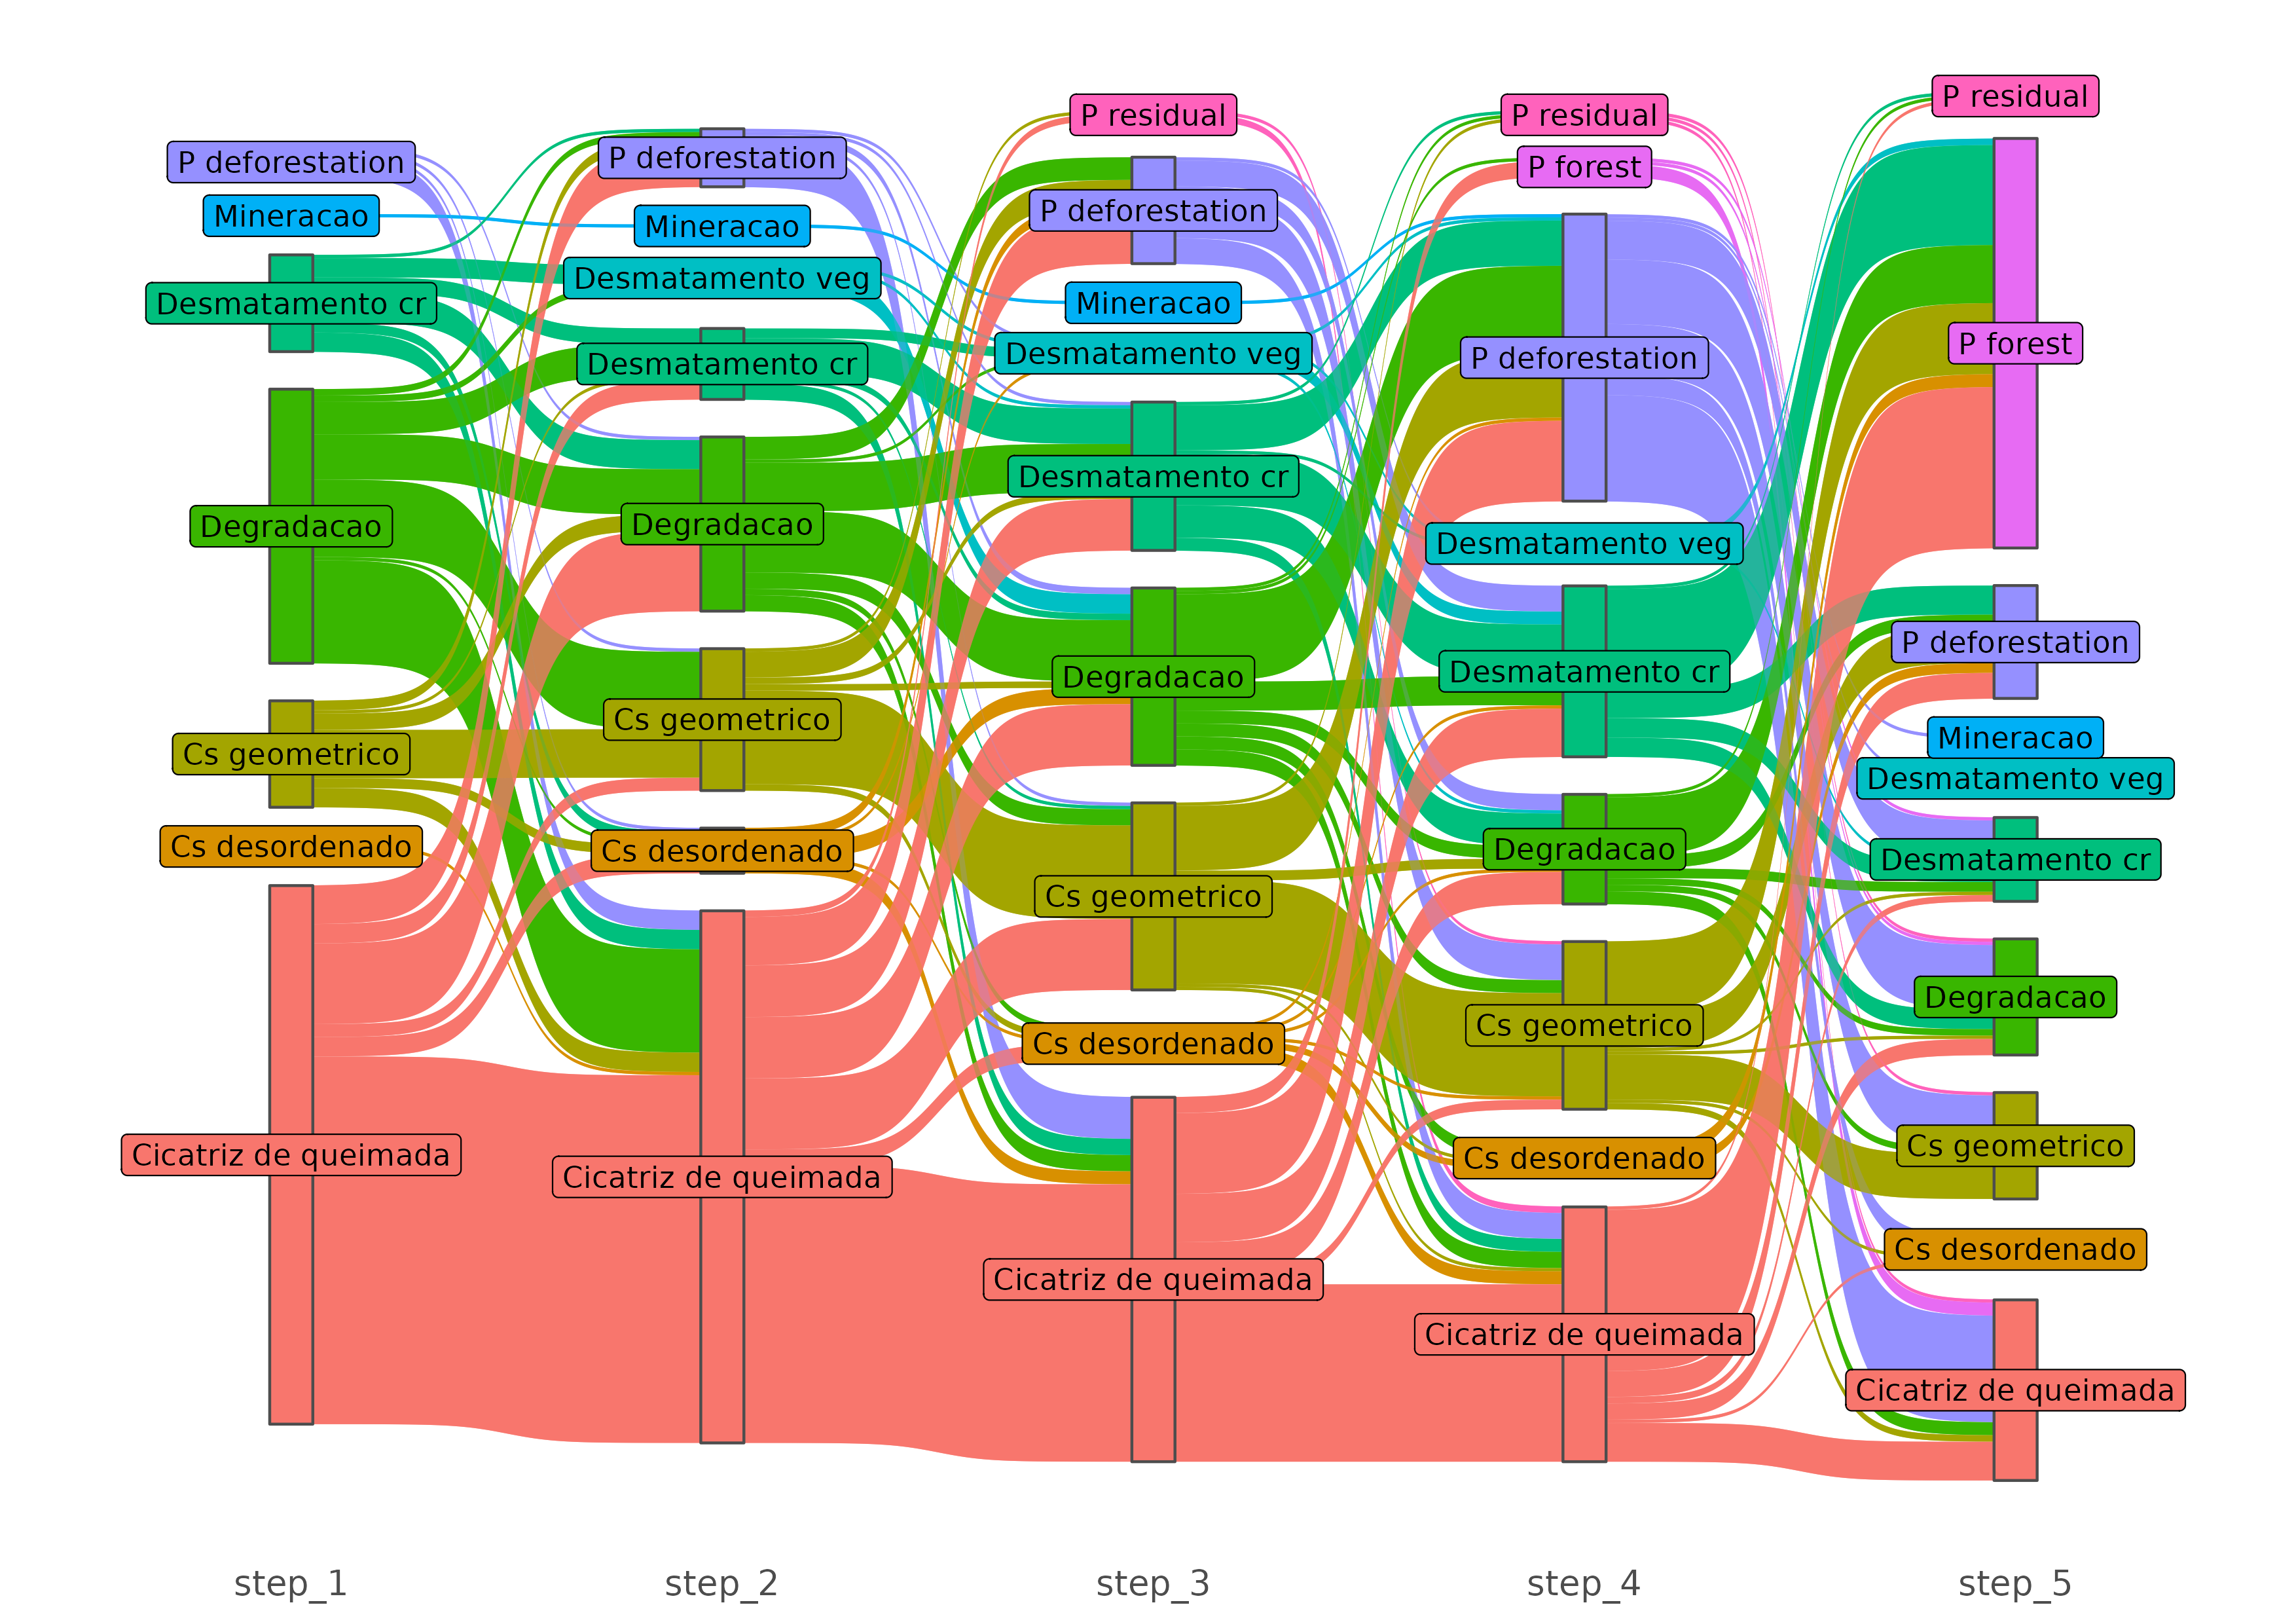 P deforestation
Mineracao
Desmatamento cr
Degradacao
Cs geometrico
Cs desordenado
Cicatriz de queimada
P deforestation
Mineracao
Desmatamento veg
Desmatamento cr
Degradacao
Cs geometrico
Cs desordenado
Cicatriz de queimada
P residual
P deforestation
Mineracao
Desmatamento veg
Desmatamento cr
Degradacao
Cs geometrico
Cs desordenado
Cicatriz de queimada
P residual
P forest
P deforestation
Desmatamento veg
Desmatamento cr
Degradacao
Cs geometrico
Cs desordenado
Cicatriz de queimada
P residual
P forest
P deforestation
Mineracao
Desmatamento veg
Desmatamento cr
Degradacao
Cs geometrico
Cs desordenado
Cicatriz de queimada
step_1
step_2
step_3
step_4
step_5